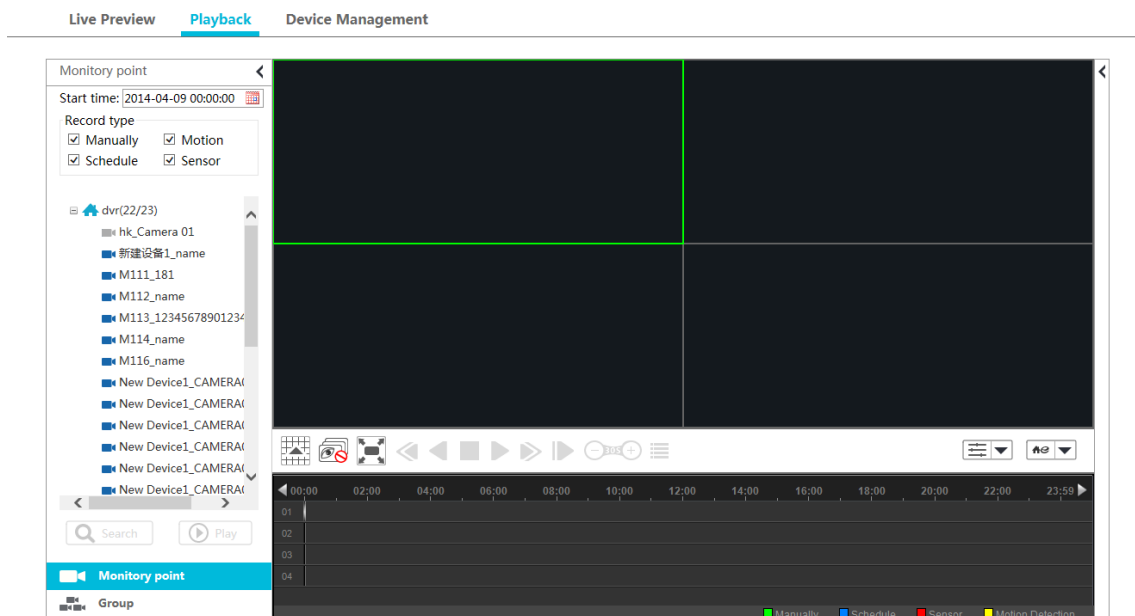 Live Preview Playback Device Management
Monitory point
Start time: 2014-04-09 00:00:00
Record type
Manually Motion
Schedule Sensor
dvr(22/23)
hk_Camera 01
新建设备1_name
M111_181
M112_name
M113_12345678901234
M114_name
M116_name
New Device1_CAMERA
New Device1_CAMERA
New Device1_CAMERA
New Device1_CAMERA
New Device1_CAMERA
New Device1_CAMERA
Search Play
Monitory point
Group
30S
00:00 02:00 04:00 06:00 08:00 10:00 12:00 14:00 16:00 18:00 20:00 22:00 23:59
01
02
03
04
Manually Schedule Sensor Motion Detection